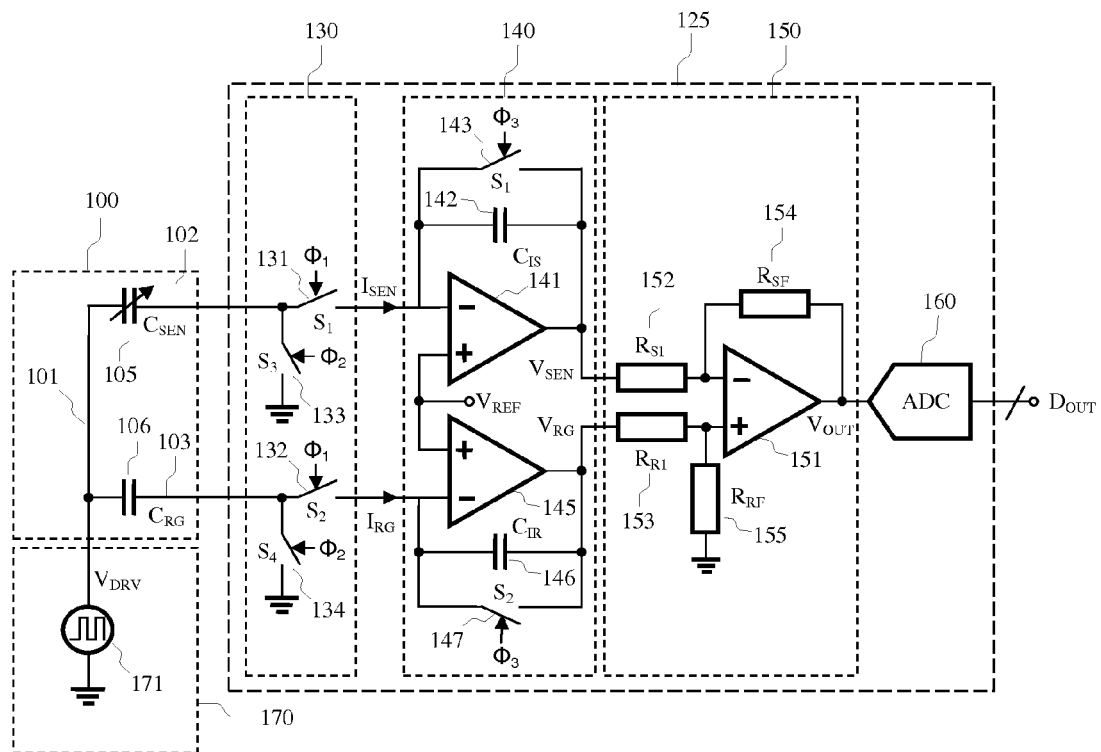 130
140
125
150
Φ3
143
S1
142
CIS
100
102
154
RSF
Φ1
131
ISEN
141
152
160
CSEN
S1
105
S3
Φ2
133
VSEN
RS1
ADC
DOUT
101
VREF
VRG
VOUT
151
106
103
Φ1
132
RR1
RRF
CRG
S2
IRG
145
153
155
CIR
S4
Φ2
VDRV
134
146
S2
147
171
Φ3
170